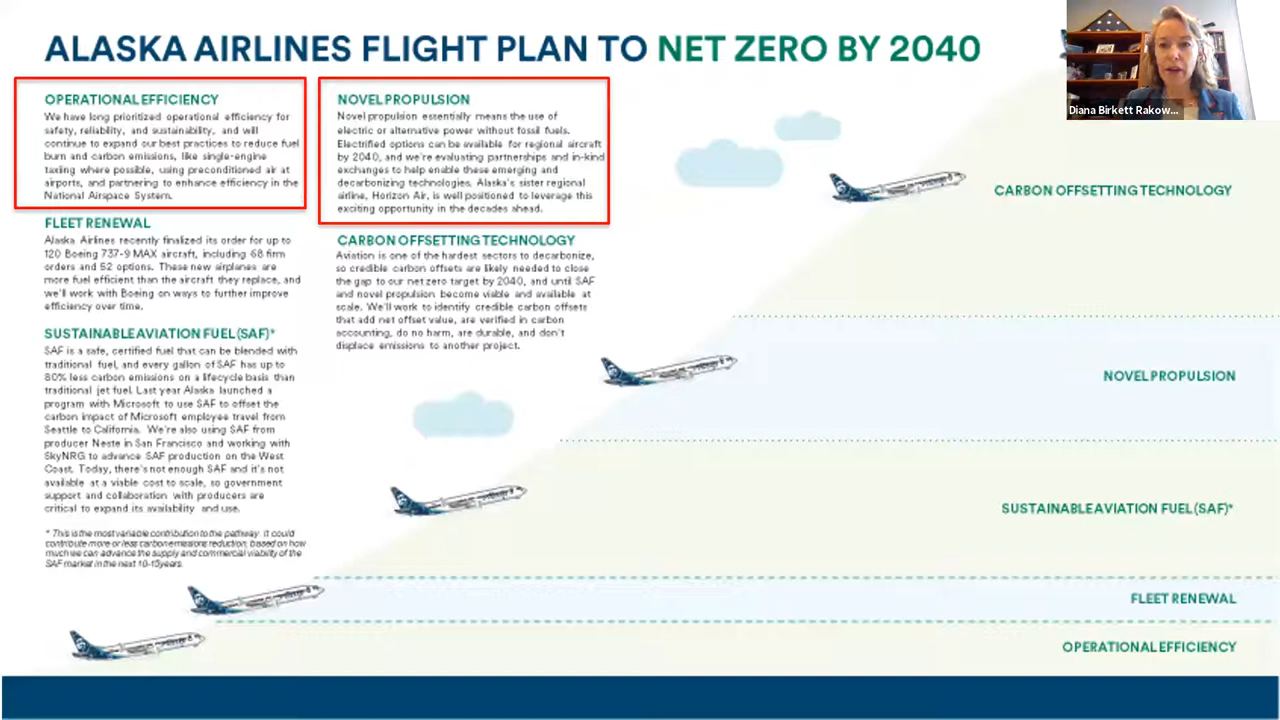 ALASKA AIRLINES FLIGHT PLAN TO NET ZERO BY 2040
Diana Birkett Rakow...
OPERATIONAL EFFICIENCY
We have long prioritized operational efficiency for
safety, reliability, and sustainability, and will
continue to expand our best practices to reduce fuel
burn and carbon emissions, like single-engine
taxiing where possible, using preconditioned air at
airports, and partnering to enhance efficiency in the
National Airspace System.
FLEET RENEWAL
Alaska Airlines recently finalized its order for up to
120 Boeing 737-9 MAX aircraft, including 68 firm
orders and 52 options. These new airplanes are
more fuel efficient than the aircraft they replace, and
we'll work with Boeing on ways to further improve
efficiency over time.
SUSTAINABLE AVIATION FUEL (SAF)*
SAF is a safe, certified fuel that can be blended with
traditional fuel, and every gallon of SAF has up to
80% less carbon emissions on a lifecycle basis than
traditional jet fuel. Last year Alaska launched a
program with Microsoft to use SAF to offset the
carbon impact of Microsoft employee travel from
Seattle to California. We're also using SAF from
producer Neste in San Francisco and working with
SkyNRG to advance SAF production on the West
Coast. Today, there's not enough SAF and it's not
available at a viable cost to scale, so government
support and collaboration with producers are
critical to expand its availability and use.
* This is the most variable contribution to the pathway. It could
contribute more or less carbon emissions reduction, based on how
much we can advance the supply and commercial viability of the
SAF market in the next 10-15 years.
NOVEL PROPULSION
Novel propulsion essentially means the use of
electric or alternative power without fossil fuels.
Electrified options can be available for regional aircraft
by 2040, and we're evaluating partnerships and in-kind
exchanges to help enable these emerging and
decarbonizing technologies. Alaska's sister regional
airline, Horizon Air, is well positioned to leverage this
exciting opportunity in the decades ahead.
CARBON OFFSETTING TECHNOLOGY
Aviation is one of the hardest sectors to decarbonize,
so credible carbon offsets are likely needed to close
the gap to our net zero target by 2040, and until SAF
and novel propulsion become viable and available at
scale. We'll work to identify credible carbon offsets
that add net offset value, are verified in carbon
accounting, do no harm, are durable, and don't
displace emissions to another project.
CARBON OFFSETTING TECHNOLOGY
NOVEL PROPULSION
SUSTAINABLE AVIATION FUEL (SAF)*
FLEET RENEWAL
OPERATIONAL EFFICIENCY